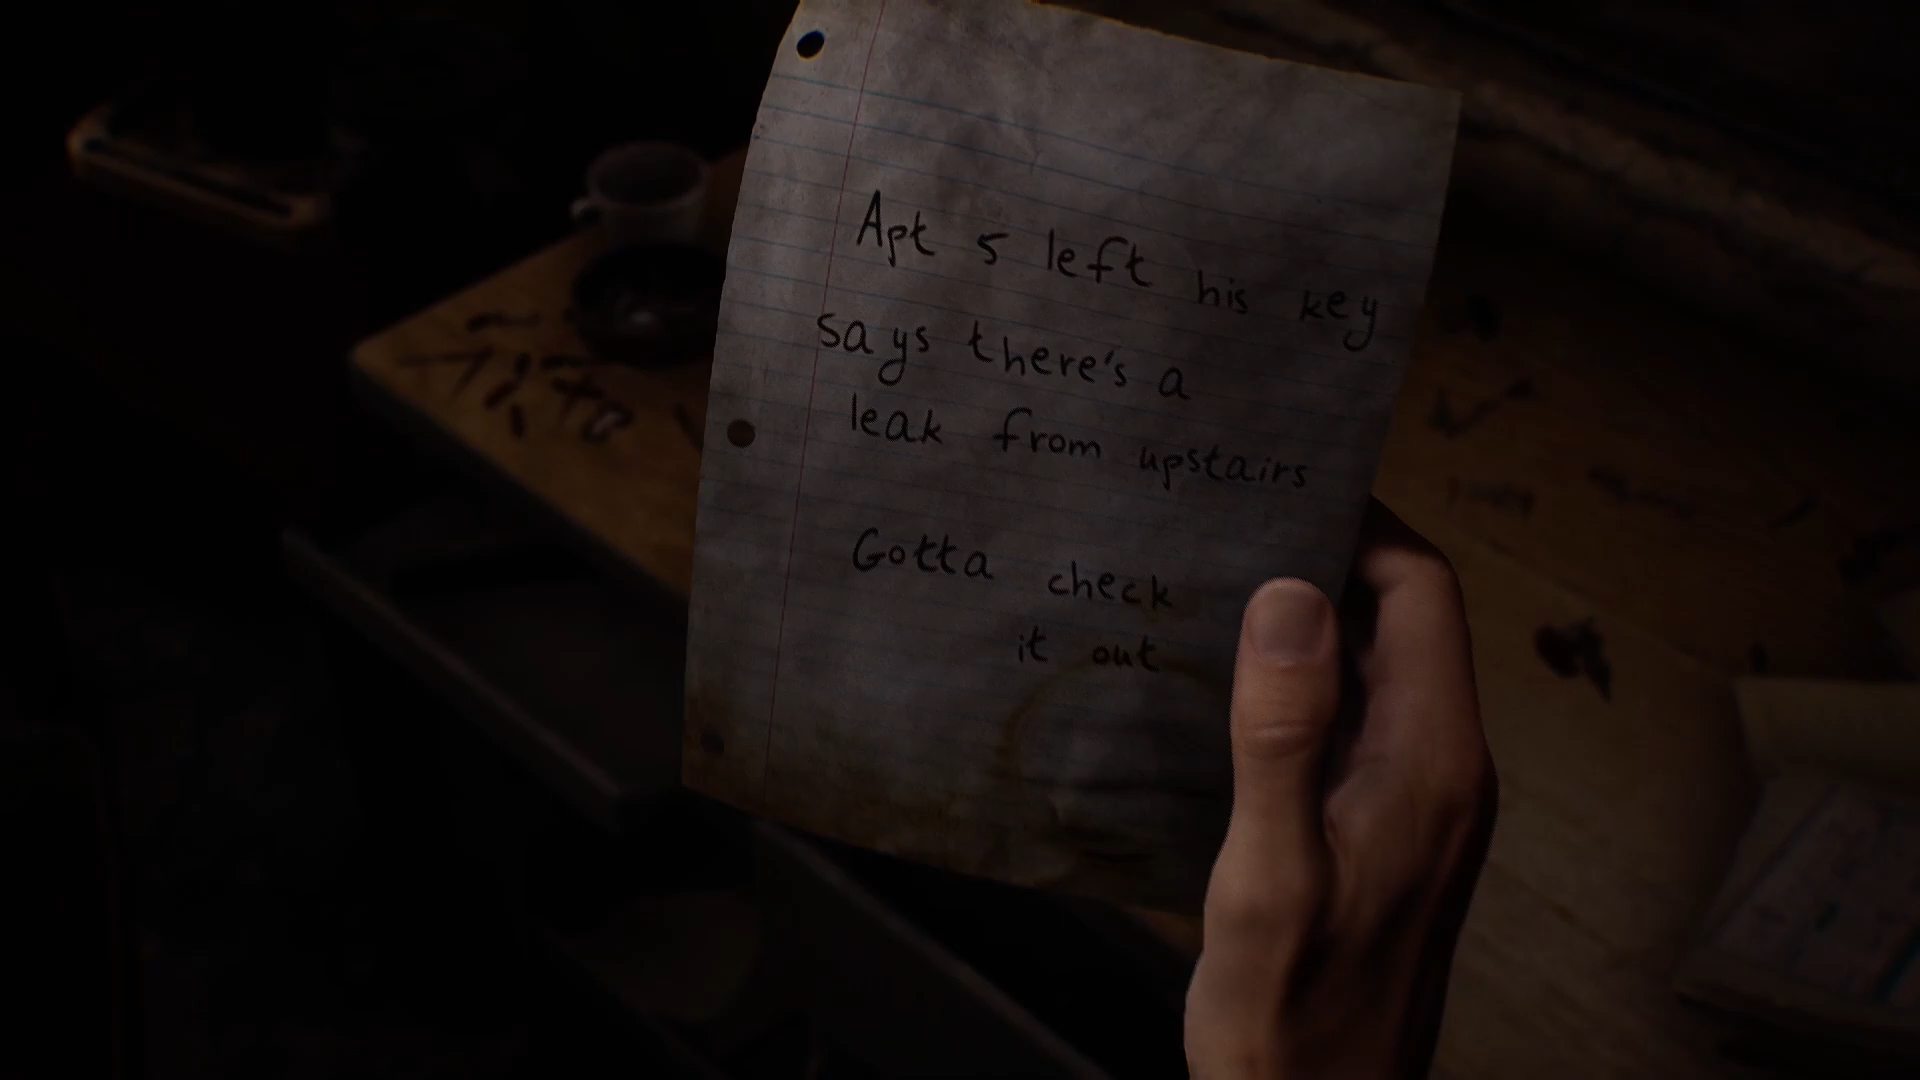 Apt 5 left his key
says there's a
leak from upstairs
Gotta check
it out